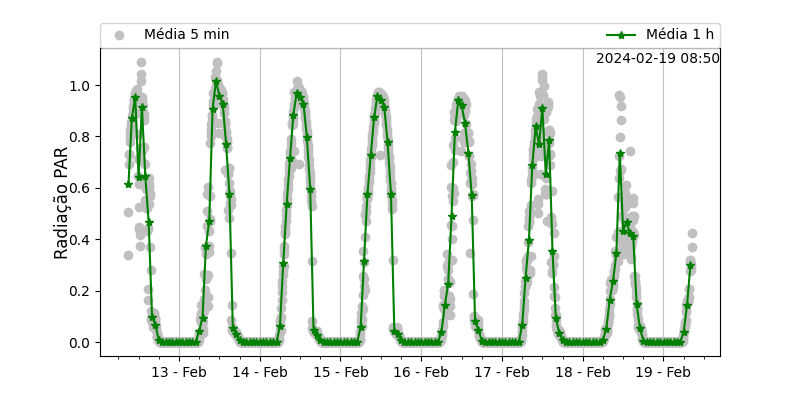 Média 5 min
Média 1 h
2024-02-19 08:50
Radiação PAR
1.0
0.8
0.6
0.4
0.2
0.0
13 - Feb
14 - Feb
15 - Feb
16 - Feb
17 - Feb
18 - Feb
19 - Feb